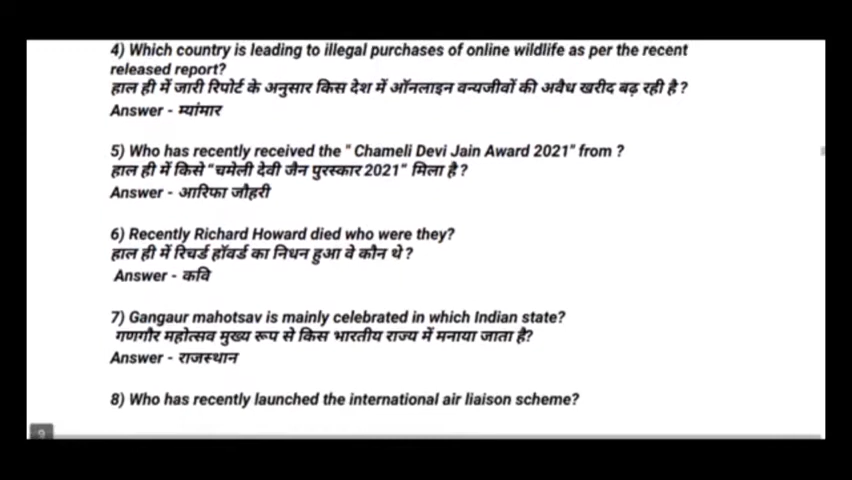 4) Which country is leading to illegal purchases of online wildlife as per the recent
released report?
हाल ही में जारी रिपोर्ट के अनुसार किस देश में ऑनलाइन वन्यजीवों की अवैध खरीद बढ़ रही है ?
Answer - म्यांमार
5) Who has recently received the " Chameli Devi Jain Award 2021" from ?
हाल ही में किसे "चमेली देवी जैन पुरस्कार 2021" मिला है ?
Answer - आरिफा जौहरी
6) Recently Richard Howard died who were they?
हाल ही में रिचर्ड हॉवर्ड का निधन हुआ वे कौन थे ?
Answer - कवि
7) Gangaur mahotsav is mainly celebrated in which Indian state?
गणगौर महोत्सव मुख्य रूप से किस भारतीय राज्य में मनाया जाता है?
Answer - राजस्थान
8) Who has recently launched the international air liaison scheme?
9